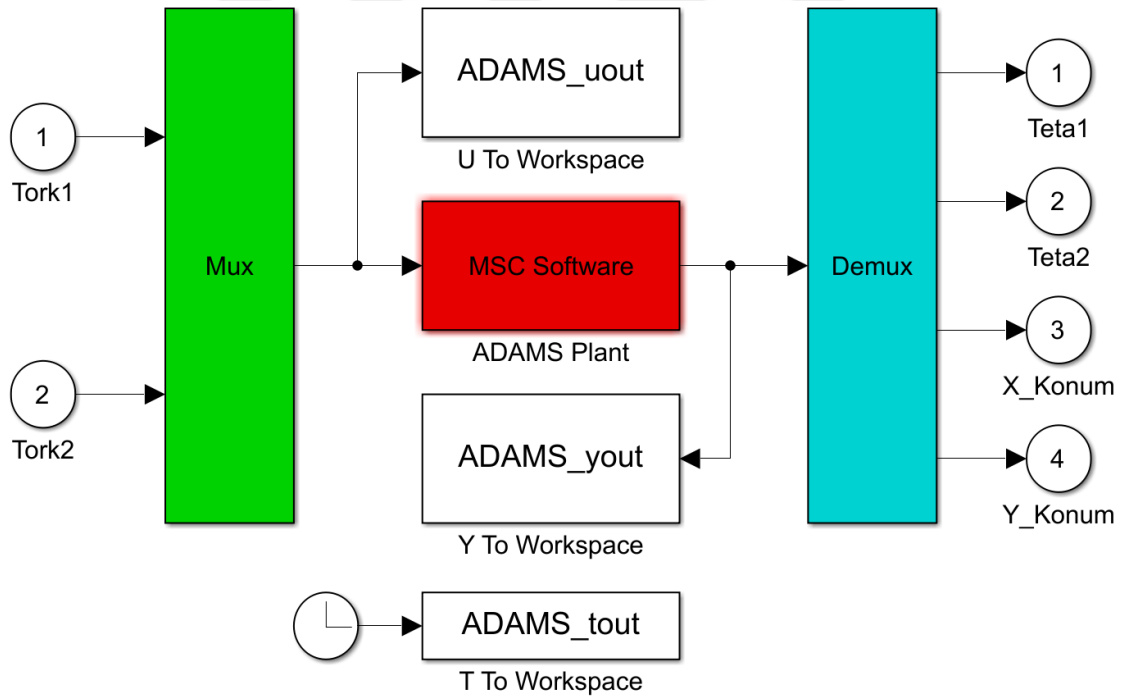 1
Tork1
2
Tork2
Mux
ADAMS_uout
U To Workspace
MSC Software
ADAMS Plant
ADAMS_yout
Y To Workspace
ADAMS_tout
T To Workspace
Demux
1
Teta1
2
Teta2
3
X_Konum
4
Y_Konum